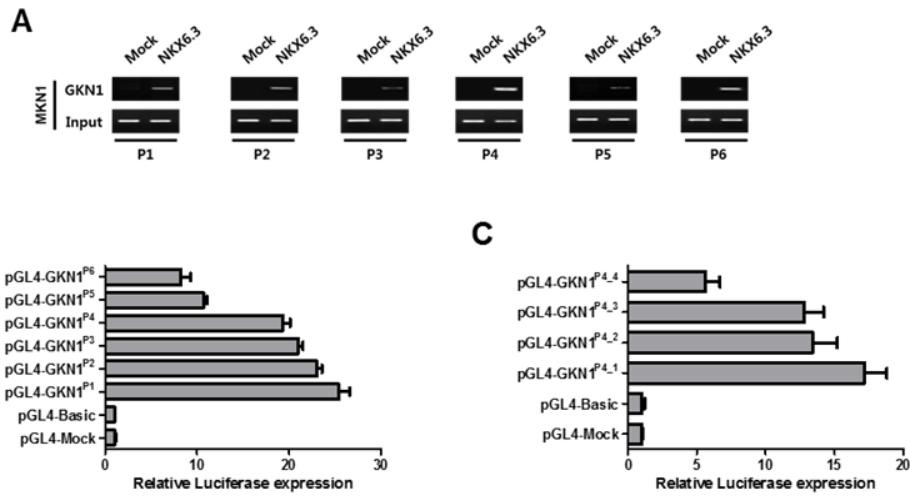 A
Mock NKX6.3 Mock NKX6.3 Mock NKX6.3 Mock NKX6.3 Mock NKX6.3 Mock NKX6.3
MKN1
GKN1
Input
P1 P2 P3 P4 P5 P6
pGL4-GKN1P6
pGL4-GKN1P5
pGL4-GKN1P4
pGL4-GKN1P3
pGL4-GKN1P2
pGL4-GKN1P1
pGL4-Basic
pGL4-Mock
0 10 20 30
Relative Luciferase expression
C
pGL4-GKN1P4_4
pGL4-GKN1P4_3
pGL4-GKN1P4_2
pGL4-GKN1P4_1
pGL4-Basic
pGL4-Mock
0 5 10 15 20
Relative Luciferase expression